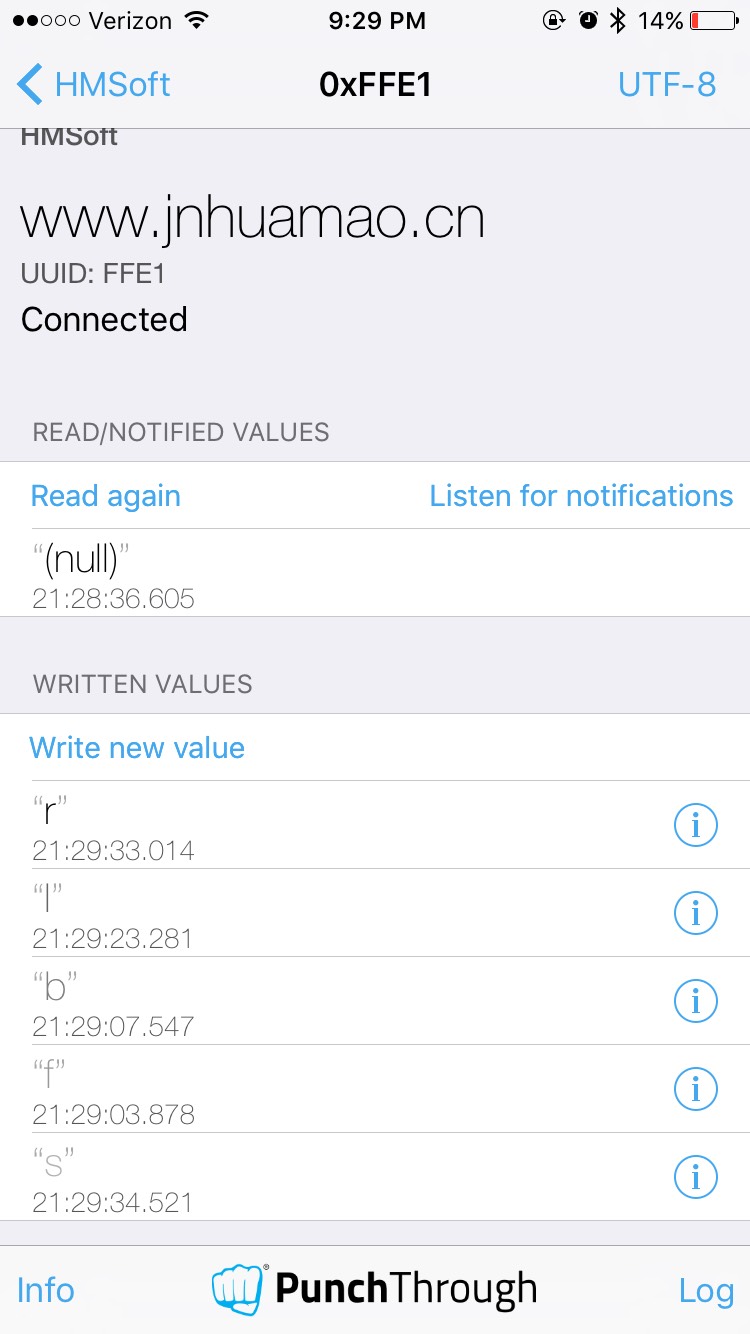 Verizon 9:29 PM 14%
HMSoft 0xFFE1 UTF-8
HMSoft
www.jnhuamao.cn
UUID: FFE1
Connected
READ/NOTIFIED VALUES
Read again Listen for notifications
“(null)”
21:28:36.605
WRITTEN VALUES
Write new value
“r”
21:29:33.014
“l”
21:29:23.281
“b”
21:29:07.547
“f”
21:29:03.878
“s”
21:29:34.521
Info PunchThrough® Log